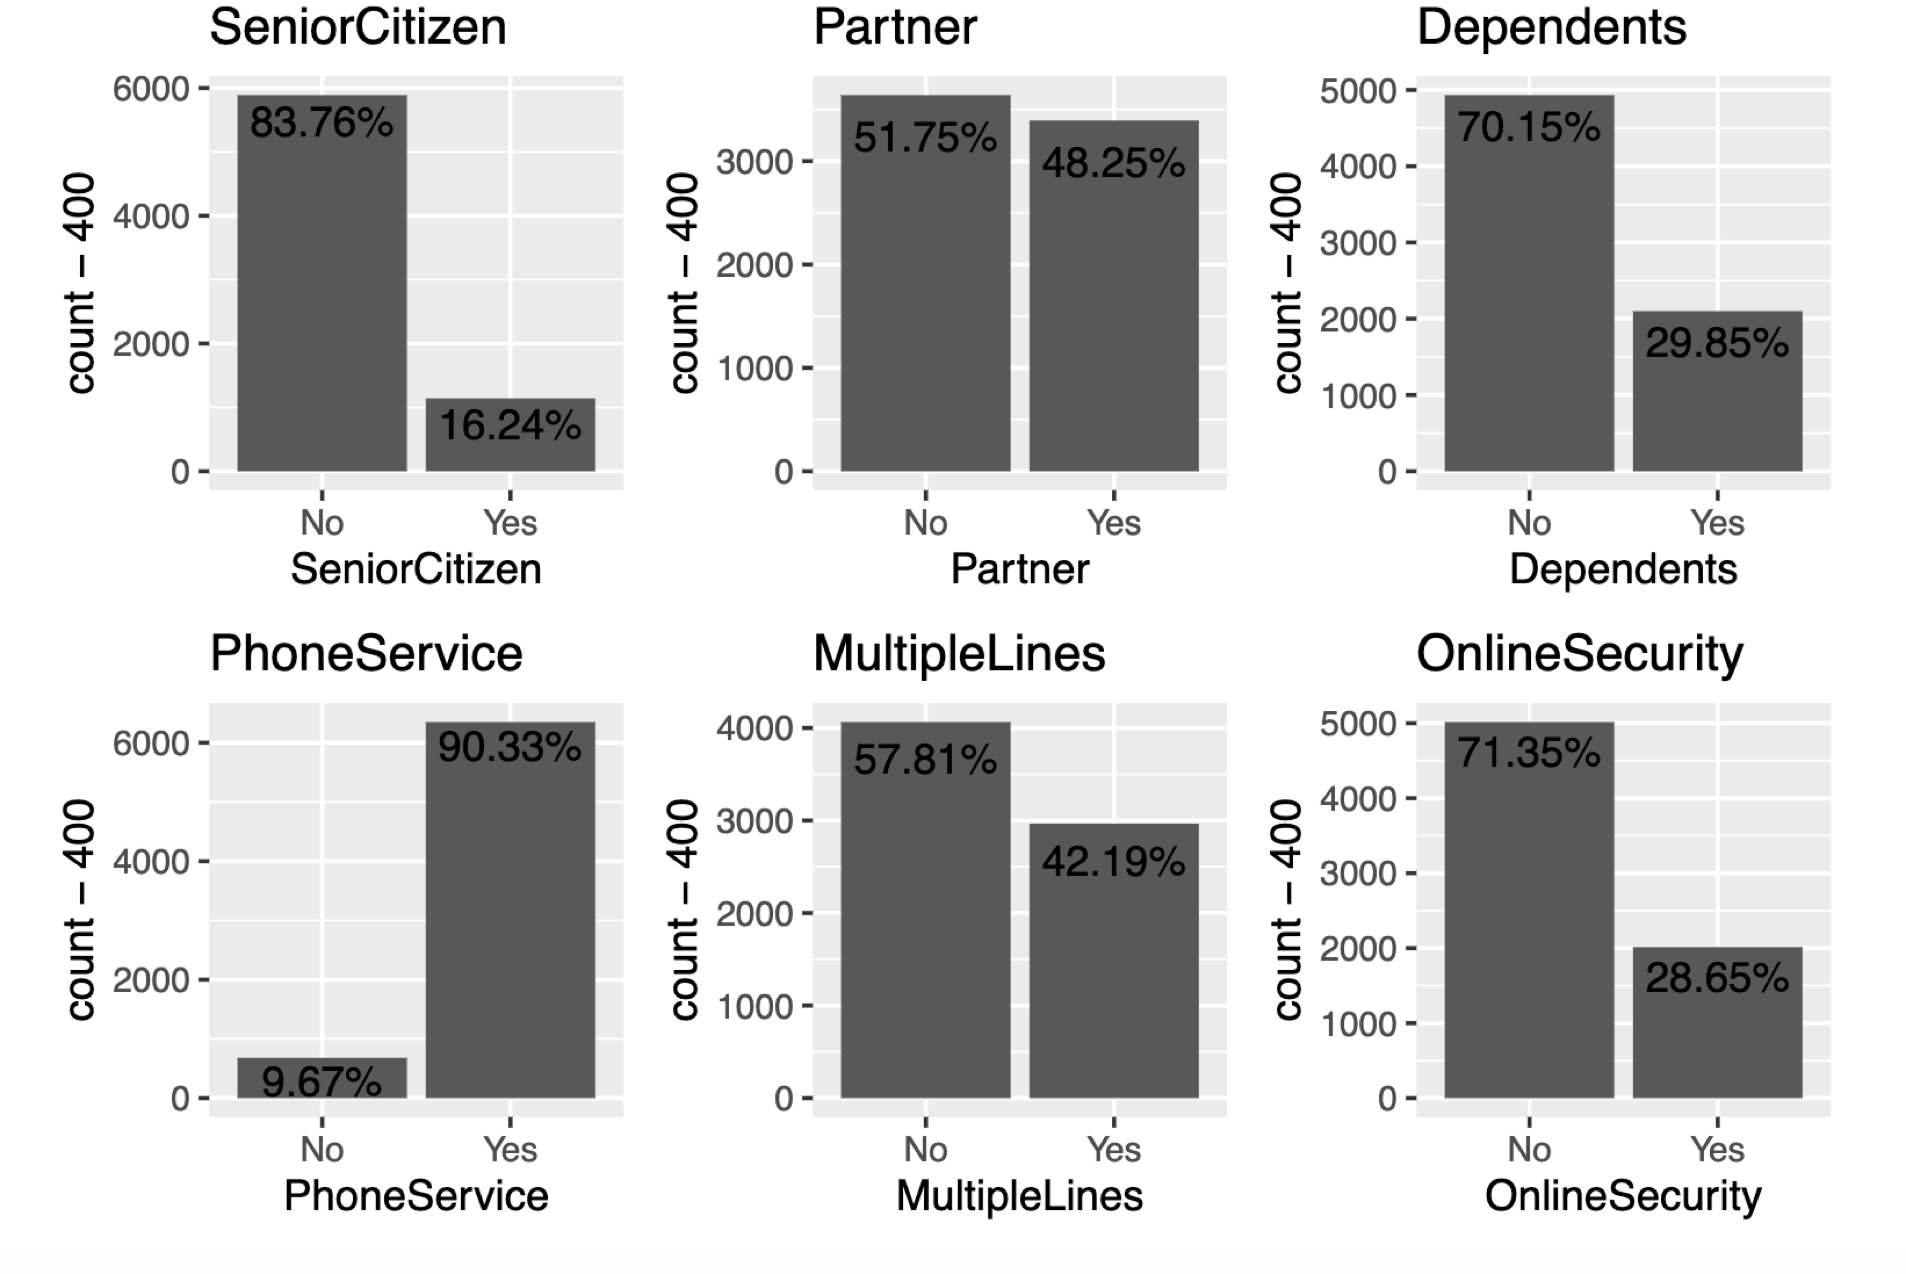 SeniorCitizen
count – 400
6000
4000
2000
0
83.76%
16.24%
No Yes
SeniorCitizen
Partner
count – 400
3000
2000
1000
0
51.75%
48.25%
No Yes
Partner
Dependents
count – 400
5000
4000
3000
2000
1000
0
70.15%
29.85%
No Yes
Dependents
PhoneService
count – 400
6000
4000
2000
0
9.67%
90.33%
No Yes
PhoneService
MultipleLines
count – 400
4000
3000
2000
1000
0
57.81%
42.19%
No Yes
MultipleLines
OnlineSecurity
count – 400
5000
4000
3000
2000
1000
0
71.35%
28.65%
No Yes
OnlineSecurity